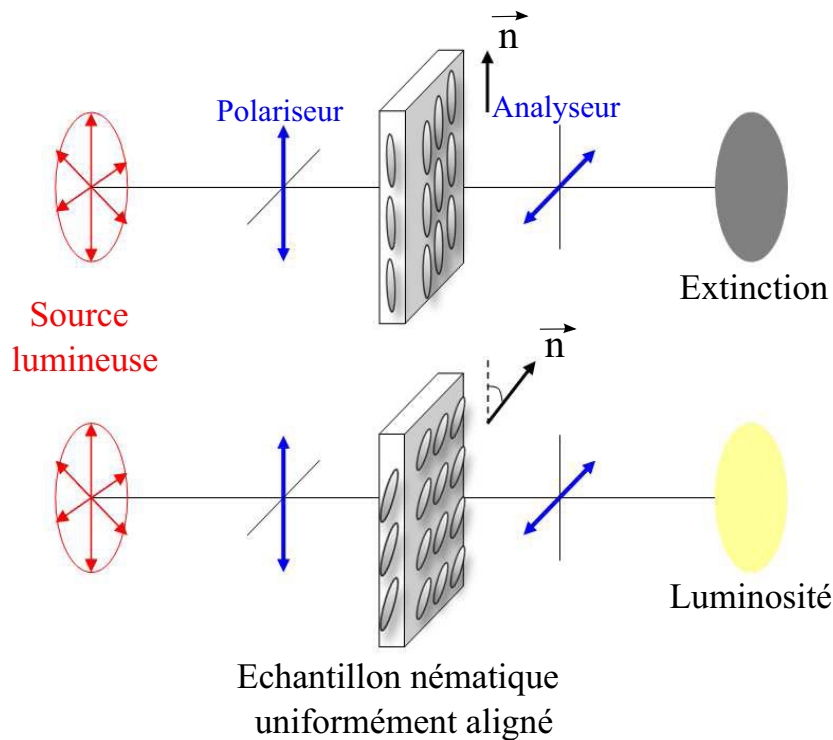 n
Polariseur
Analyseur
Extinction
Source
lumineuse
n
Luminosité
Echantillon nématique
uniformément aligné